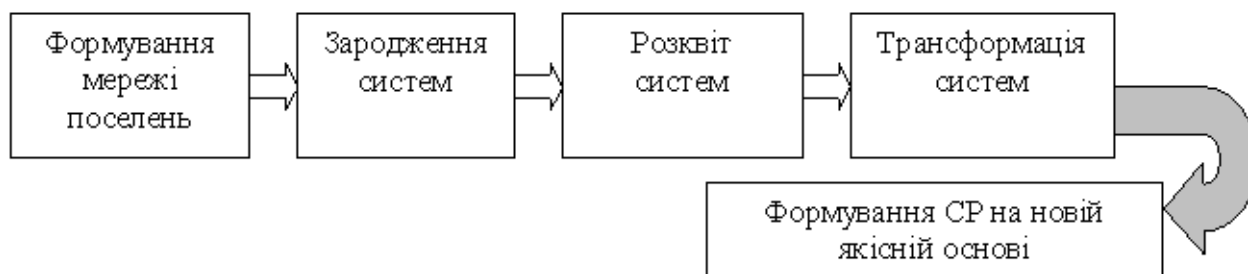 Формування
мережі
поселень
Зародження
систем
Розквіт
систем
Трансформація
систем
Формування СР на новій
якісній основі